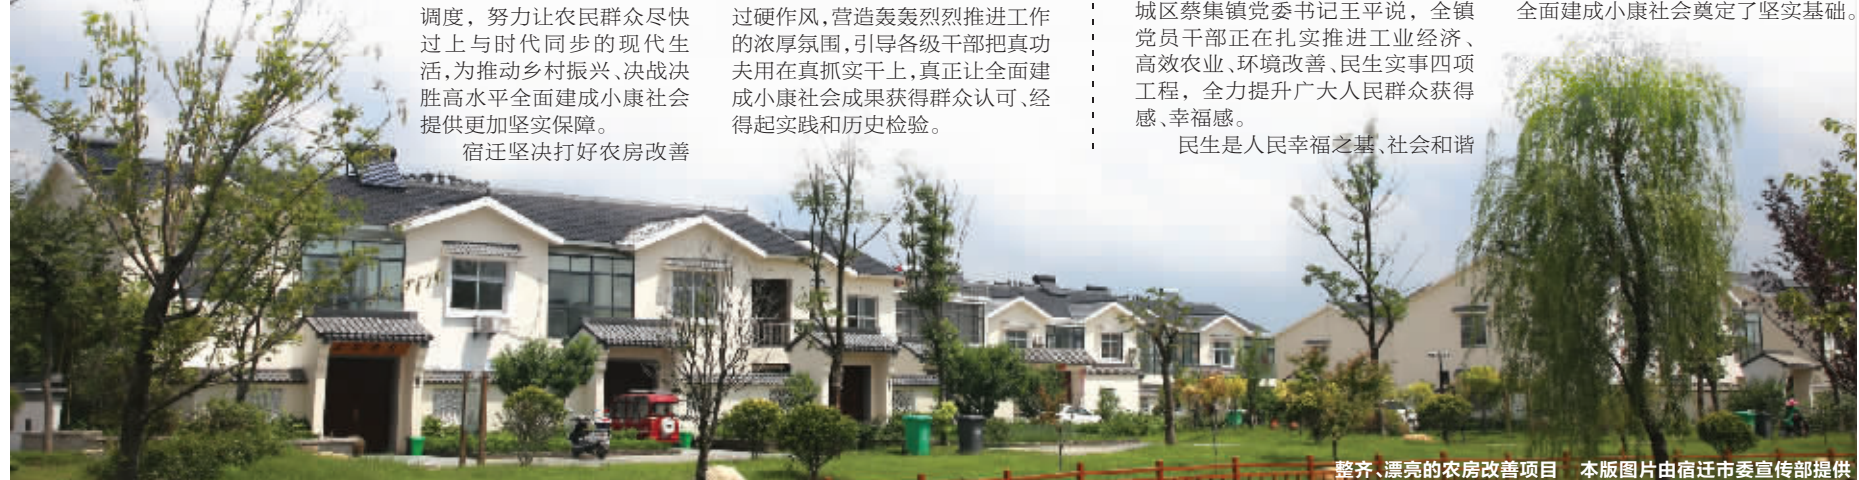 调度，努力让农民群众尽快
过上与时代同步的现代生
活，为推动乡村振兴、决战决
胜高水平全面建成小康社会
提供更加坚实保障。
宿迁坚决打好农房改善
过硬作风，营造轰轰烈烈推进工作
的浓厚氛围，引导各级干部把真功
夫用在真抓实干上，真正让全面建
成小康社会成果获得群众认可、经
得起实践和历史检验。
城区蔡集镇党委书记王平说，全镇
党员干部正在扎实推进工业经济、
高效农业、环境改善、民生实事四项
工程，全力提升广大人民群众获得
感、幸福感。
民生是人民幸福之基、社会和谐
全面建成小康社会奠定了坚实基础。
整齐、漂亮的农房改善项目 本版图片由宿迁市委宣传部提供